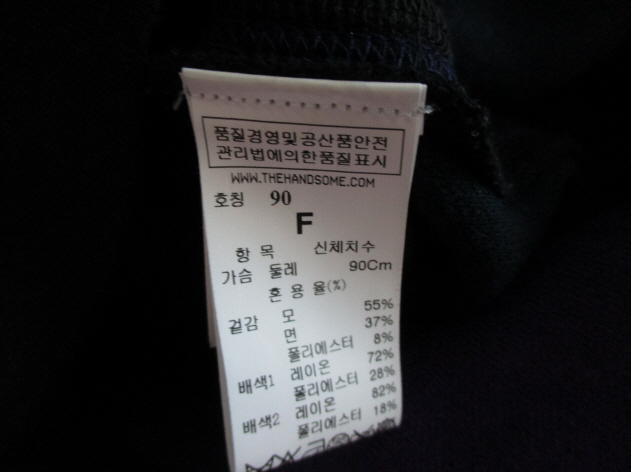 품질경영및공산품안전
관리법에의한품질표시
WWW.THEHANDSOME.COM
호칭 90
F
항 목 신체치수
가슴 둘레 90Cm
혼 용 율(%)
겉감 모 55%
면 37%
폴리에스터 8%
배색1 레이온 72%
폴리에스터 28%
배색2 레이온 82%
폴리에스터 18%